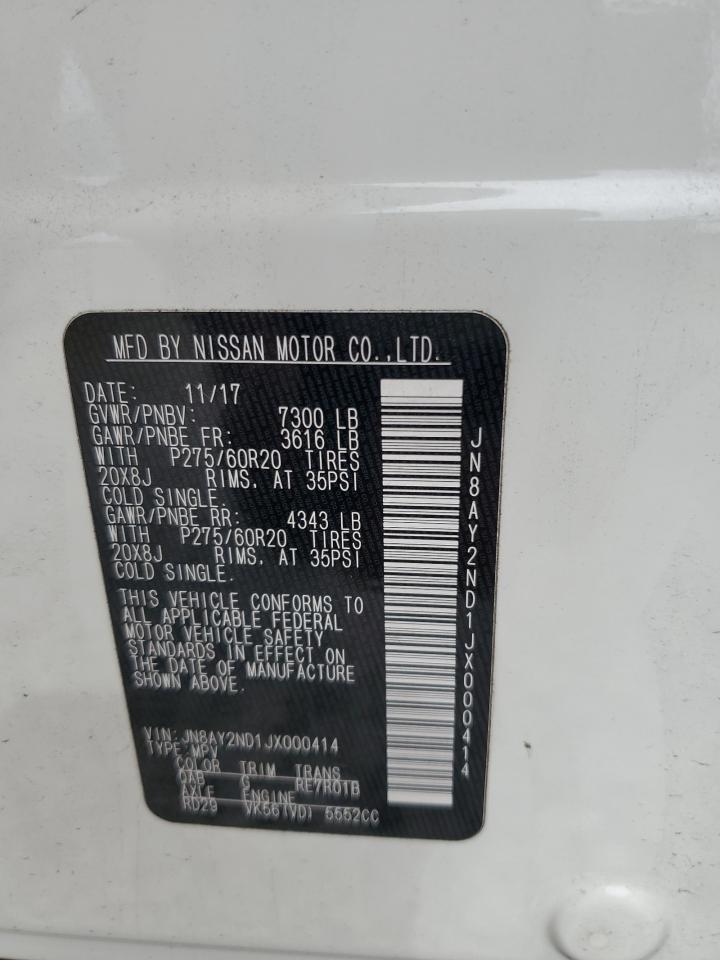 MFD BY NISSAN MOTOR CO.,LTD.
DATE: 11/17
GVWR/PNBV: 7300 LB
GAWR/PNBE FR: 3616 LB
WITH P275/60R20 TIRES
20X8J RIMS, AT 35PSI
COLD SINGLE.
GAWR/PNBE RR: 4343 LB
WITH P275/60R20 TIRES
20X8J RIMS, AT 35PSI
COLD SINGLE.
THIS VEHICLE CONFORMS TO
ALL APPLICABLE FEDERAL
MOTOR VEHICLE SAFETY
STANDARDS IN EFFECT ON
THE DATE OF MANUFACTURE
SHOWN ABOVE.
VIN: JN8AY2ND1JX000414
TYPE: MPV
COLOR TRIM TRANS
QAB G RE7R01B
AXLE ENGINE
RD29 VK56(VD) 5552CC
JN8AY2ND1JX000414